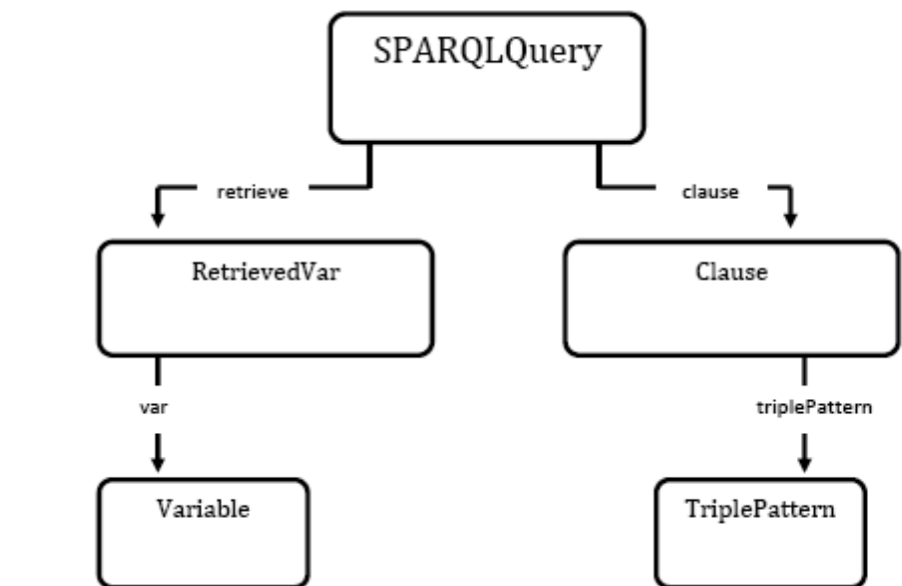 SPARQLQuery
retrieve
clause
RetrievedVar
Clause
var
triplePattern
Variable
TriplePattern